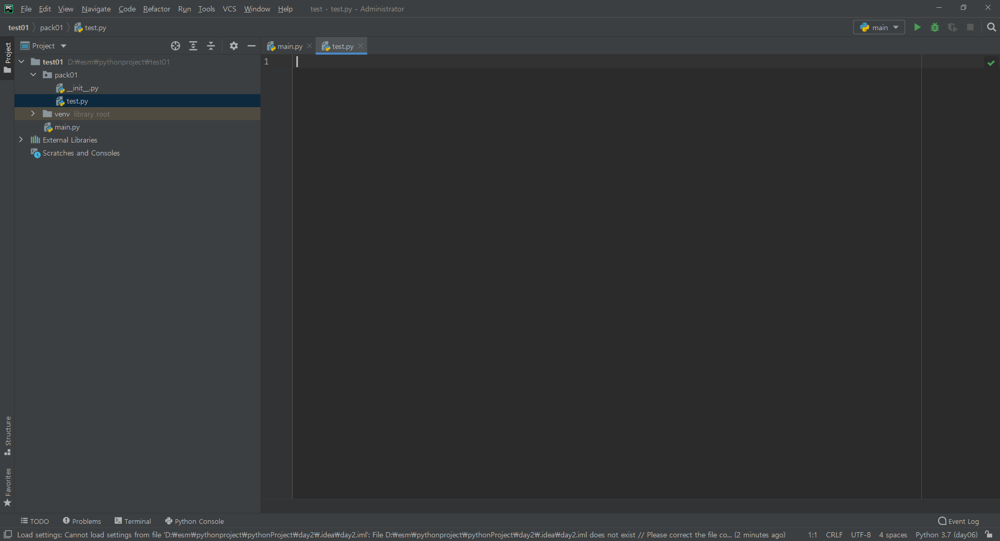 PC File Edit View Navigate Code Refactor Run Tools VCS Window Help test - test.py - Administrator
test01 pack01 test.py main
Project
Project
main.py test.py
test01 D:₩esm₩pythonproject₩test01
1
pack01
__init__.py
test.py
venv library root
main.py
External Libraries
Scratches and Consoles
Structure
Favorites
TODO Problems Terminal Python Console Event Log
Load settings: Cannot load settings from file 'D:₩esm₩pythonproject₩pythonProject₩day2₩.idea₩day2.iml': File D:₩esm₩pythonproject₩pythonProject₩day2₩.idea₩day2.iml does not exist // Please correct the file co... (2 minutes ago) 1:1 CRLF UTF-8 4 spaces Python 3.7 (day06)